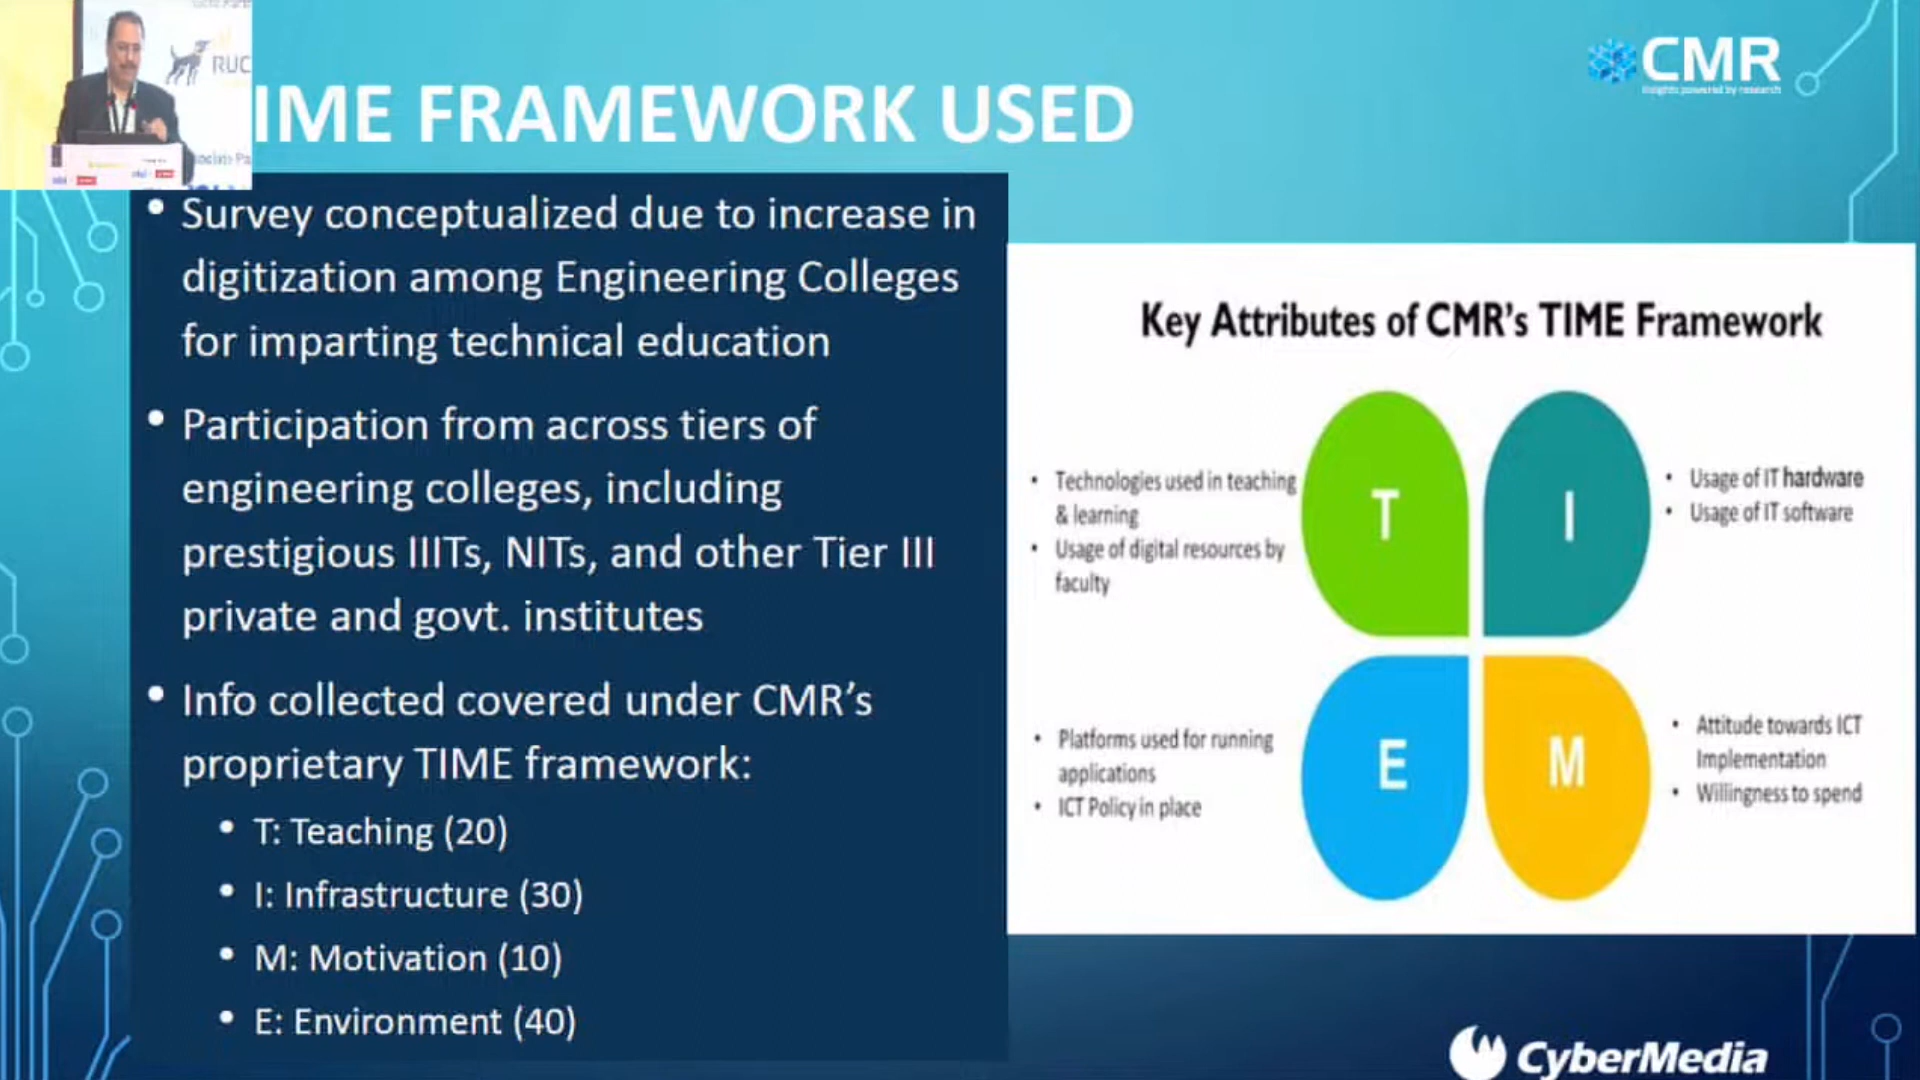 RUC
IME FRAMEWORK USED
CMR
Insights powered by research
• Survey conceptualized due to increase in
digitization among Engineering Colleges
for imparting technical education
• Participation from across tiers of
engineering colleges, including
prestigious IIITs, NITs, and other Tier III
private and govt. institutes
• Info collected covered under CMR’s
proprietary TIME framework:
• T: Teaching (20)
• I: Infrastructure (30)
• M: Motivation (10)
• E: Environment (40)
Key Attributes of CMR’s TIME Framework
• Technologies used in teaching
& learning
• Usage of digital resources by
faculty
T
I
• Usage of IT hardware
• Usage of IT software
• Platforms used for running
applications
• ICT Policy in place
E
M
• Attitude towards ICT
Implementation
• Willingness to spend
CyberMedia